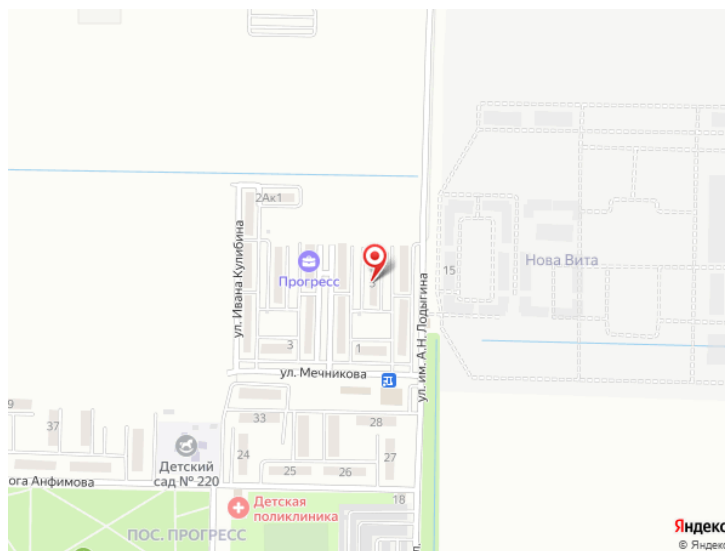 2Ак1
ул. Ивана Кулибина
Прогресс
15
Нова Вита
ул. им. А.Н. Лодыгина
3
1
ул. Мечникова
9
37
33
28
24
25
26
27
Детский
сад № 220
ога Анфимова
18
Детская
поликлиника
ПОС. ПРОГРЕСС
Яндекс
© Яндекс